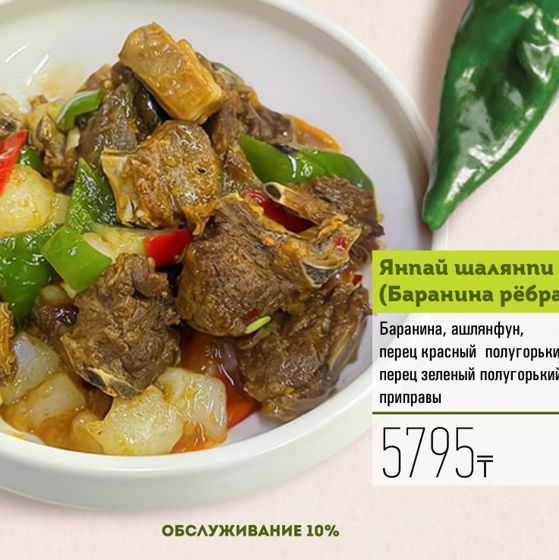 Янпай шалянпи
(Баранина рёбра
Баранина, ашлянфун,
перец красный полугорьки
перец зеленый полугорький
приправы
5795₸
ОБСЛУЖИВАНИЕ 10%